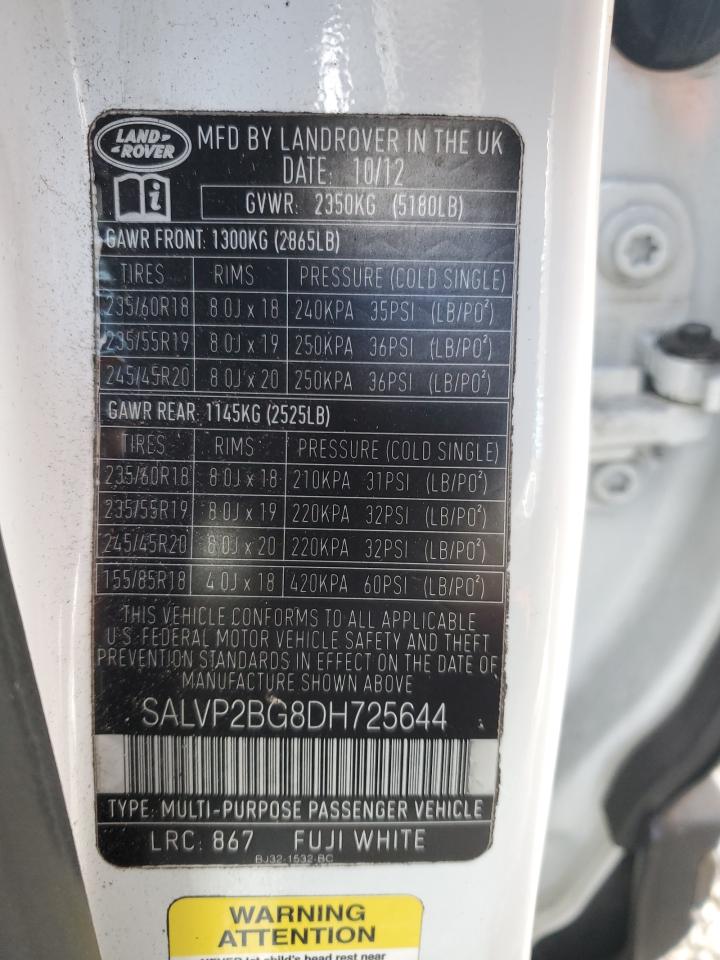 LAND-
-ROVER
MFD BY LANDROVER IN THE UK
DATE: 10/12
GVWR: 2350KG (5180LB)
GAWR FRONT: 1300KG (2865LB)
TIRES RIMS PRESSURE (COLD SINGLE)
235/60R18 8.0J x 18 240KPA 35PSI (LB/PO²)
235/55R19 8.0J x 19 250KPA 36PSI (LB/PO²)
245/45R20 8.0J x 20 250KPA 36PSI (LB/PO²)
GAWR REAR: 1145KG (2525LB)
TIRES RIMS PRESSURE (COLD SINGLE)
235/60R18 8.0J x 18 210KPA 31PSI (LB/PO²)
235/55R19 8.0J x 19 220KPA 32PSI (LB/PO²)
245/45R20 8.0J x 20 220KPA 32PSI (LB/PO²)
155/85R18 4.0J x 18 420KPA 60PSI (LB/PO²)
THIS VEHICLE CONFORMS TO ALL APPLICABLE
U.S. FEDERAL MOTOR VEHICLE SAFETY AND THEFT
PREVENTION STANDARDS IN EFFECT ON THE DATE OF
MANUFACTURE SHOWN ABOVE
SALVP2BG8DH725644
TYPE: MULTI-PURPOSE PASSENGER VEHICLE
LRC: 867 FUJI WHITE
BJ32-1532-BC
WARNING
ATTENTION
NEVER let child's head rest near